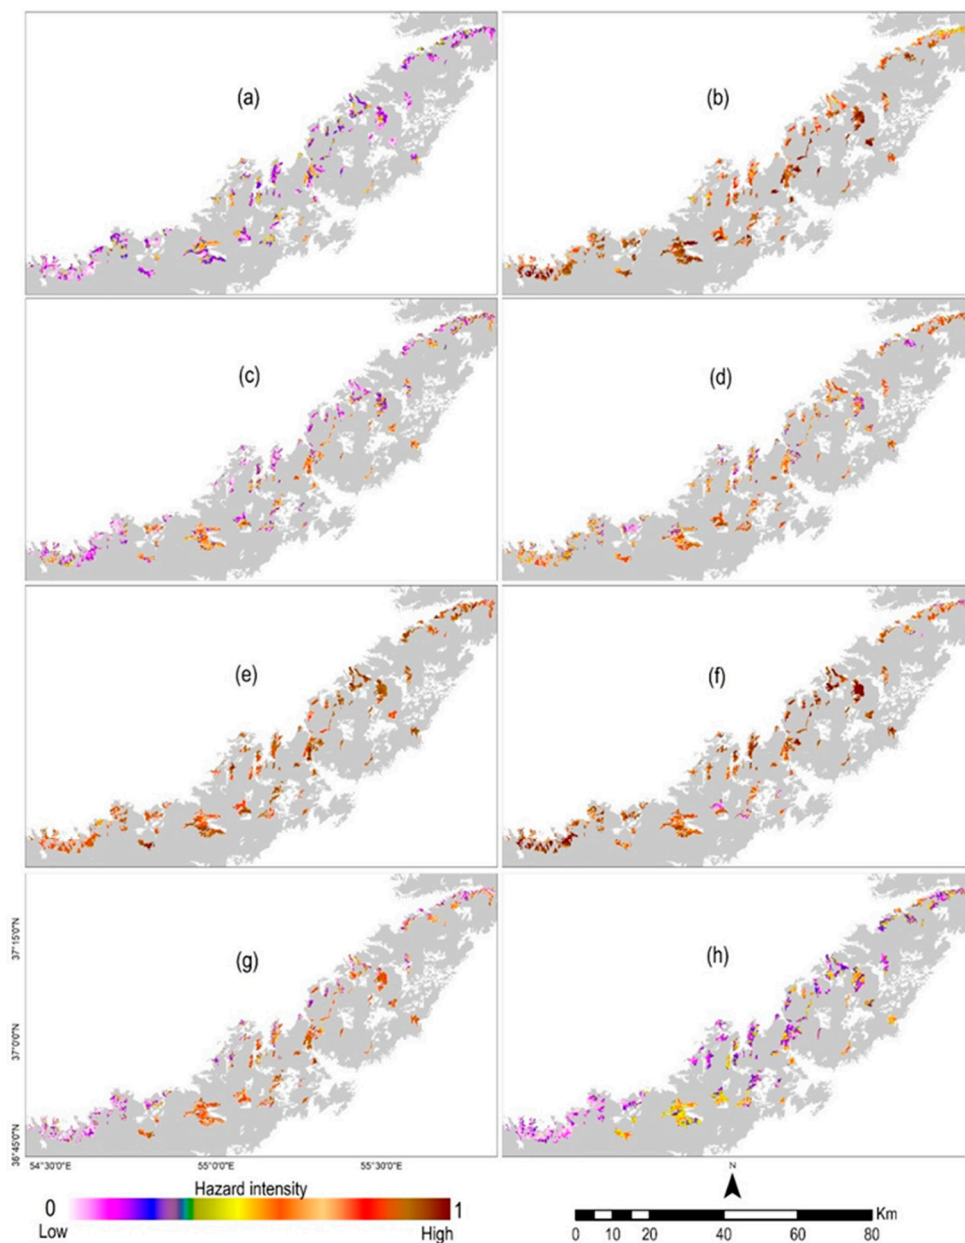 (a)
(b)
(c)
(d)
(e)
(f)
(g)
(h)
37°15'0"N
37°0'0"N
36°45'0"N
54°30'0"E
55°0'0"E
55°30'0"E
Hazard intensity
0
1
Low
High
N
Km
0 10 20 40 60 80